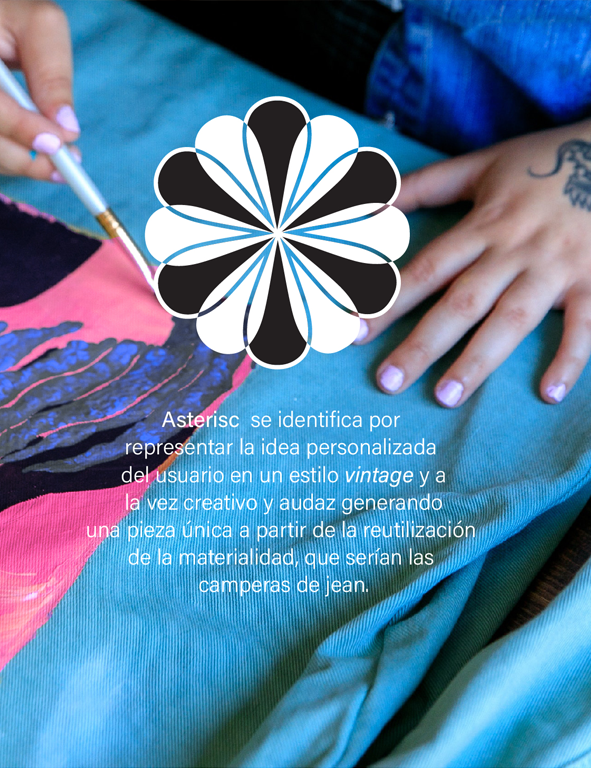 Asterisc se identifica por
representar la idea personalizada
del usuario en un estilo vintage y a
la vez creativo y audaz generando
una pieza única a partir de la reutilización
de la materialidad, que serían las
camperas de jean.